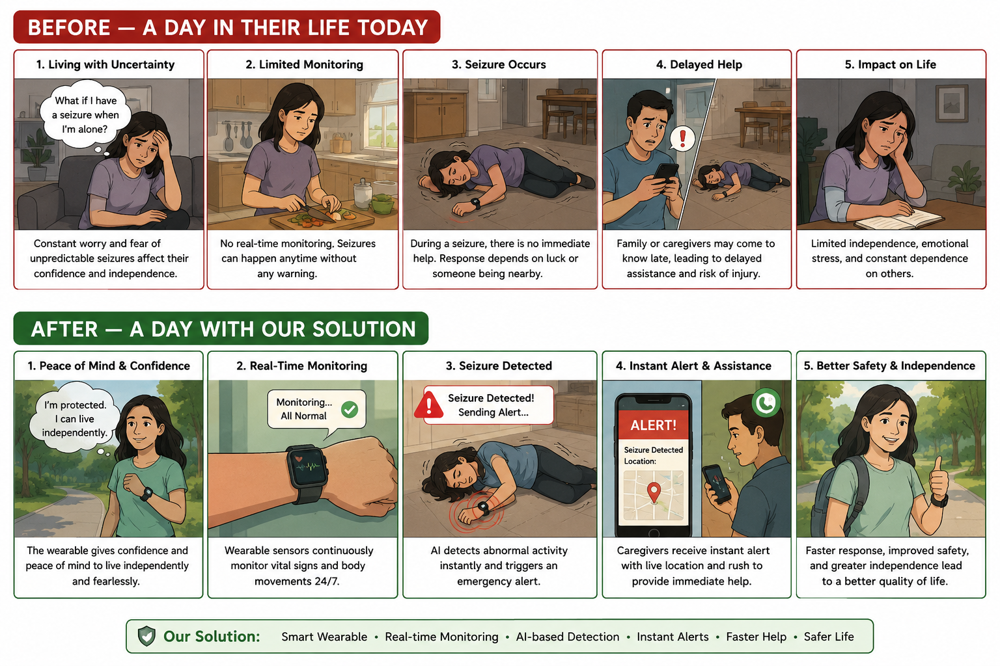 BEFORE — A DAY IN THEIR LIFE TODAY
1. Living with Uncertainty
What if I have
a seizure when
I'm alone?
Constant worry and fear of
unpredictable seizures affect their
confidence and independence.
2. Limited Monitoring
No real-time monitoring. Seizures
can happen anytime without
any warning.
3. Seizure Occurs
During a seizure, there is no immediate
help. Response depends on luck or
someone being nearby.
4. Delayed Help
!
Family or caregivers may come to
know late, leading to delayed
assistance and risk of injury.
5. Impact on Life
Limited independence, emotional
stress, and constant dependence
on others.
AFTER — A DAY WITH OUR SOLUTION
1. Peace of Mind & Confidence
I'm protected.
I can live
independently.
The wearable gives confidence and
peace of mind to live independently
and fearlessly.
2. Real-Time Monitoring
Monitoring...
All Normal
Wearable sensors continuously
monitor vital signs and body
movements 24/7.
3. Seizure Detected
!
Seizure Detected!
Sending Alert...
AI detects abnormal activity
instantly and triggers an
emergency alert.
4. Instant Alert & Assistance
ALERT!
Seizure Detected
Location:
Caregivers receive instant alert
with live location and rush to
provide immediate help.
5. Better Safety & Independence
Faster response, improved safety,
and greater independence lead
to a better quality of life.
Our Solution: Smart Wearable • Real-time Monitoring • AI-based Detection • Instant Alerts • Faster Help • Safer Life